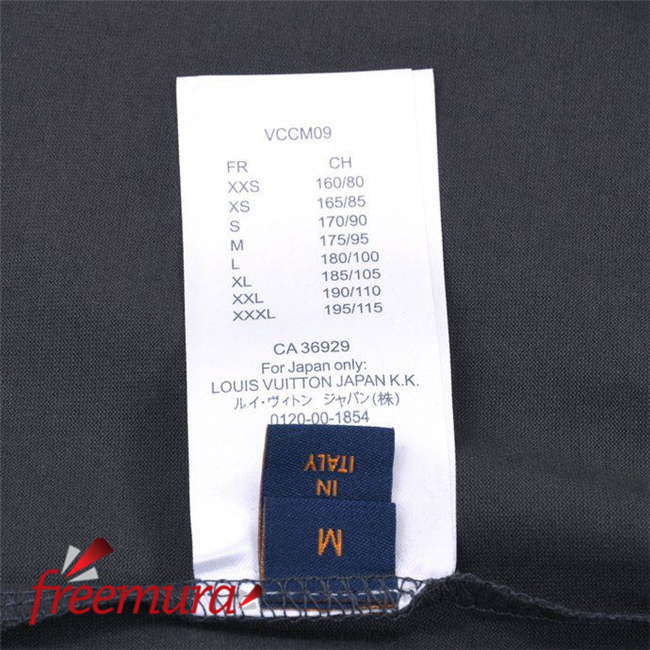 VCCM09
FR CH
XXS 160/80
XS 165/85
S 170/90
M 175/95
L 180/100
XL 185/105
XXL 190/110
XXXL 195/115
CA 36929
For Japan only:
LOUIS VUITTON JAPAN K.K.
ルイ・ヴィトン ジャパン(株)
0120-00-1854
IN
ITALY
M
freemura